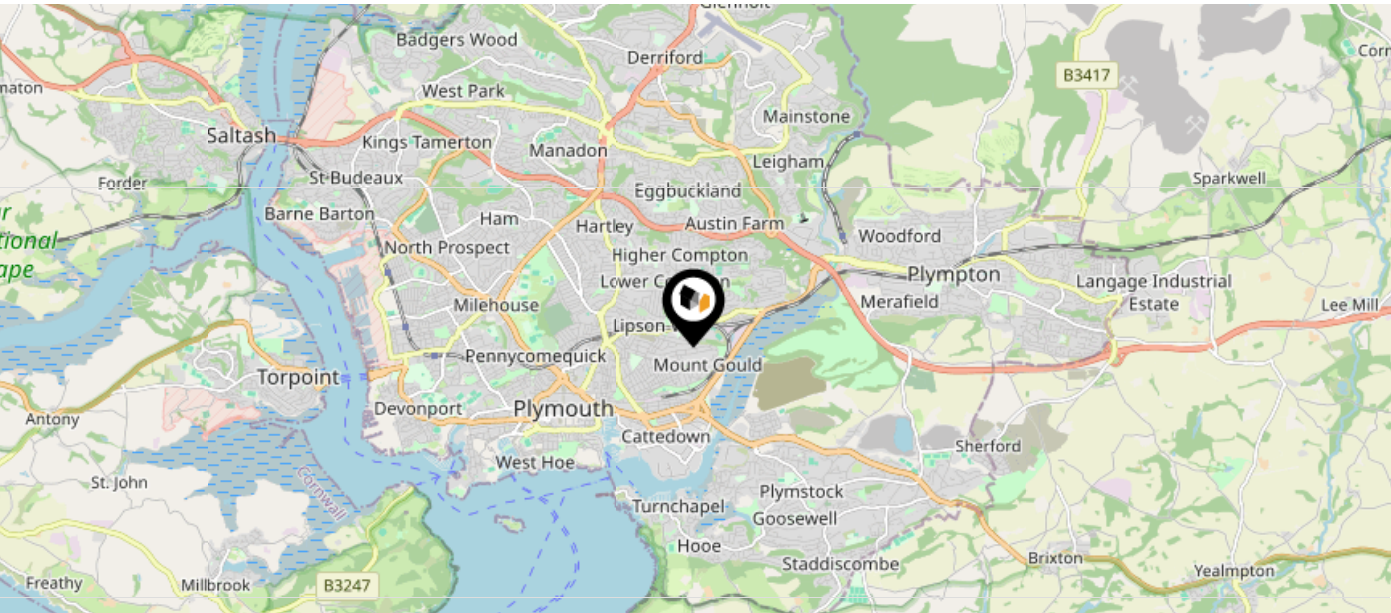 Glenholt
Badgers Wood
Derriford
B3417
West Park
Mainstone
Saltash
Kings Tamerton
Manadon
Leigham
St Budeaux
Eggbuckland
Sparkwell
Forder
Barne Barton
Ham
Hartley
Austin Farm
Woodford
North Prospect
Higher Compton
Plympton
Lower
Langage Industrial
Estate
Milehouse
Merafield
Lee Mill
Lipson
Pennycomequick
Mount Gould
Torpoint
Devonport
Plymouth
Antony
Cattedown
Sherford
West Hoe
St. John
Cornwall
Plymstock
Turnchapel
Goosewell
Hooe
Staddiscombe
Brixton
Yealmpton
Freathy
Millbrook
B3247